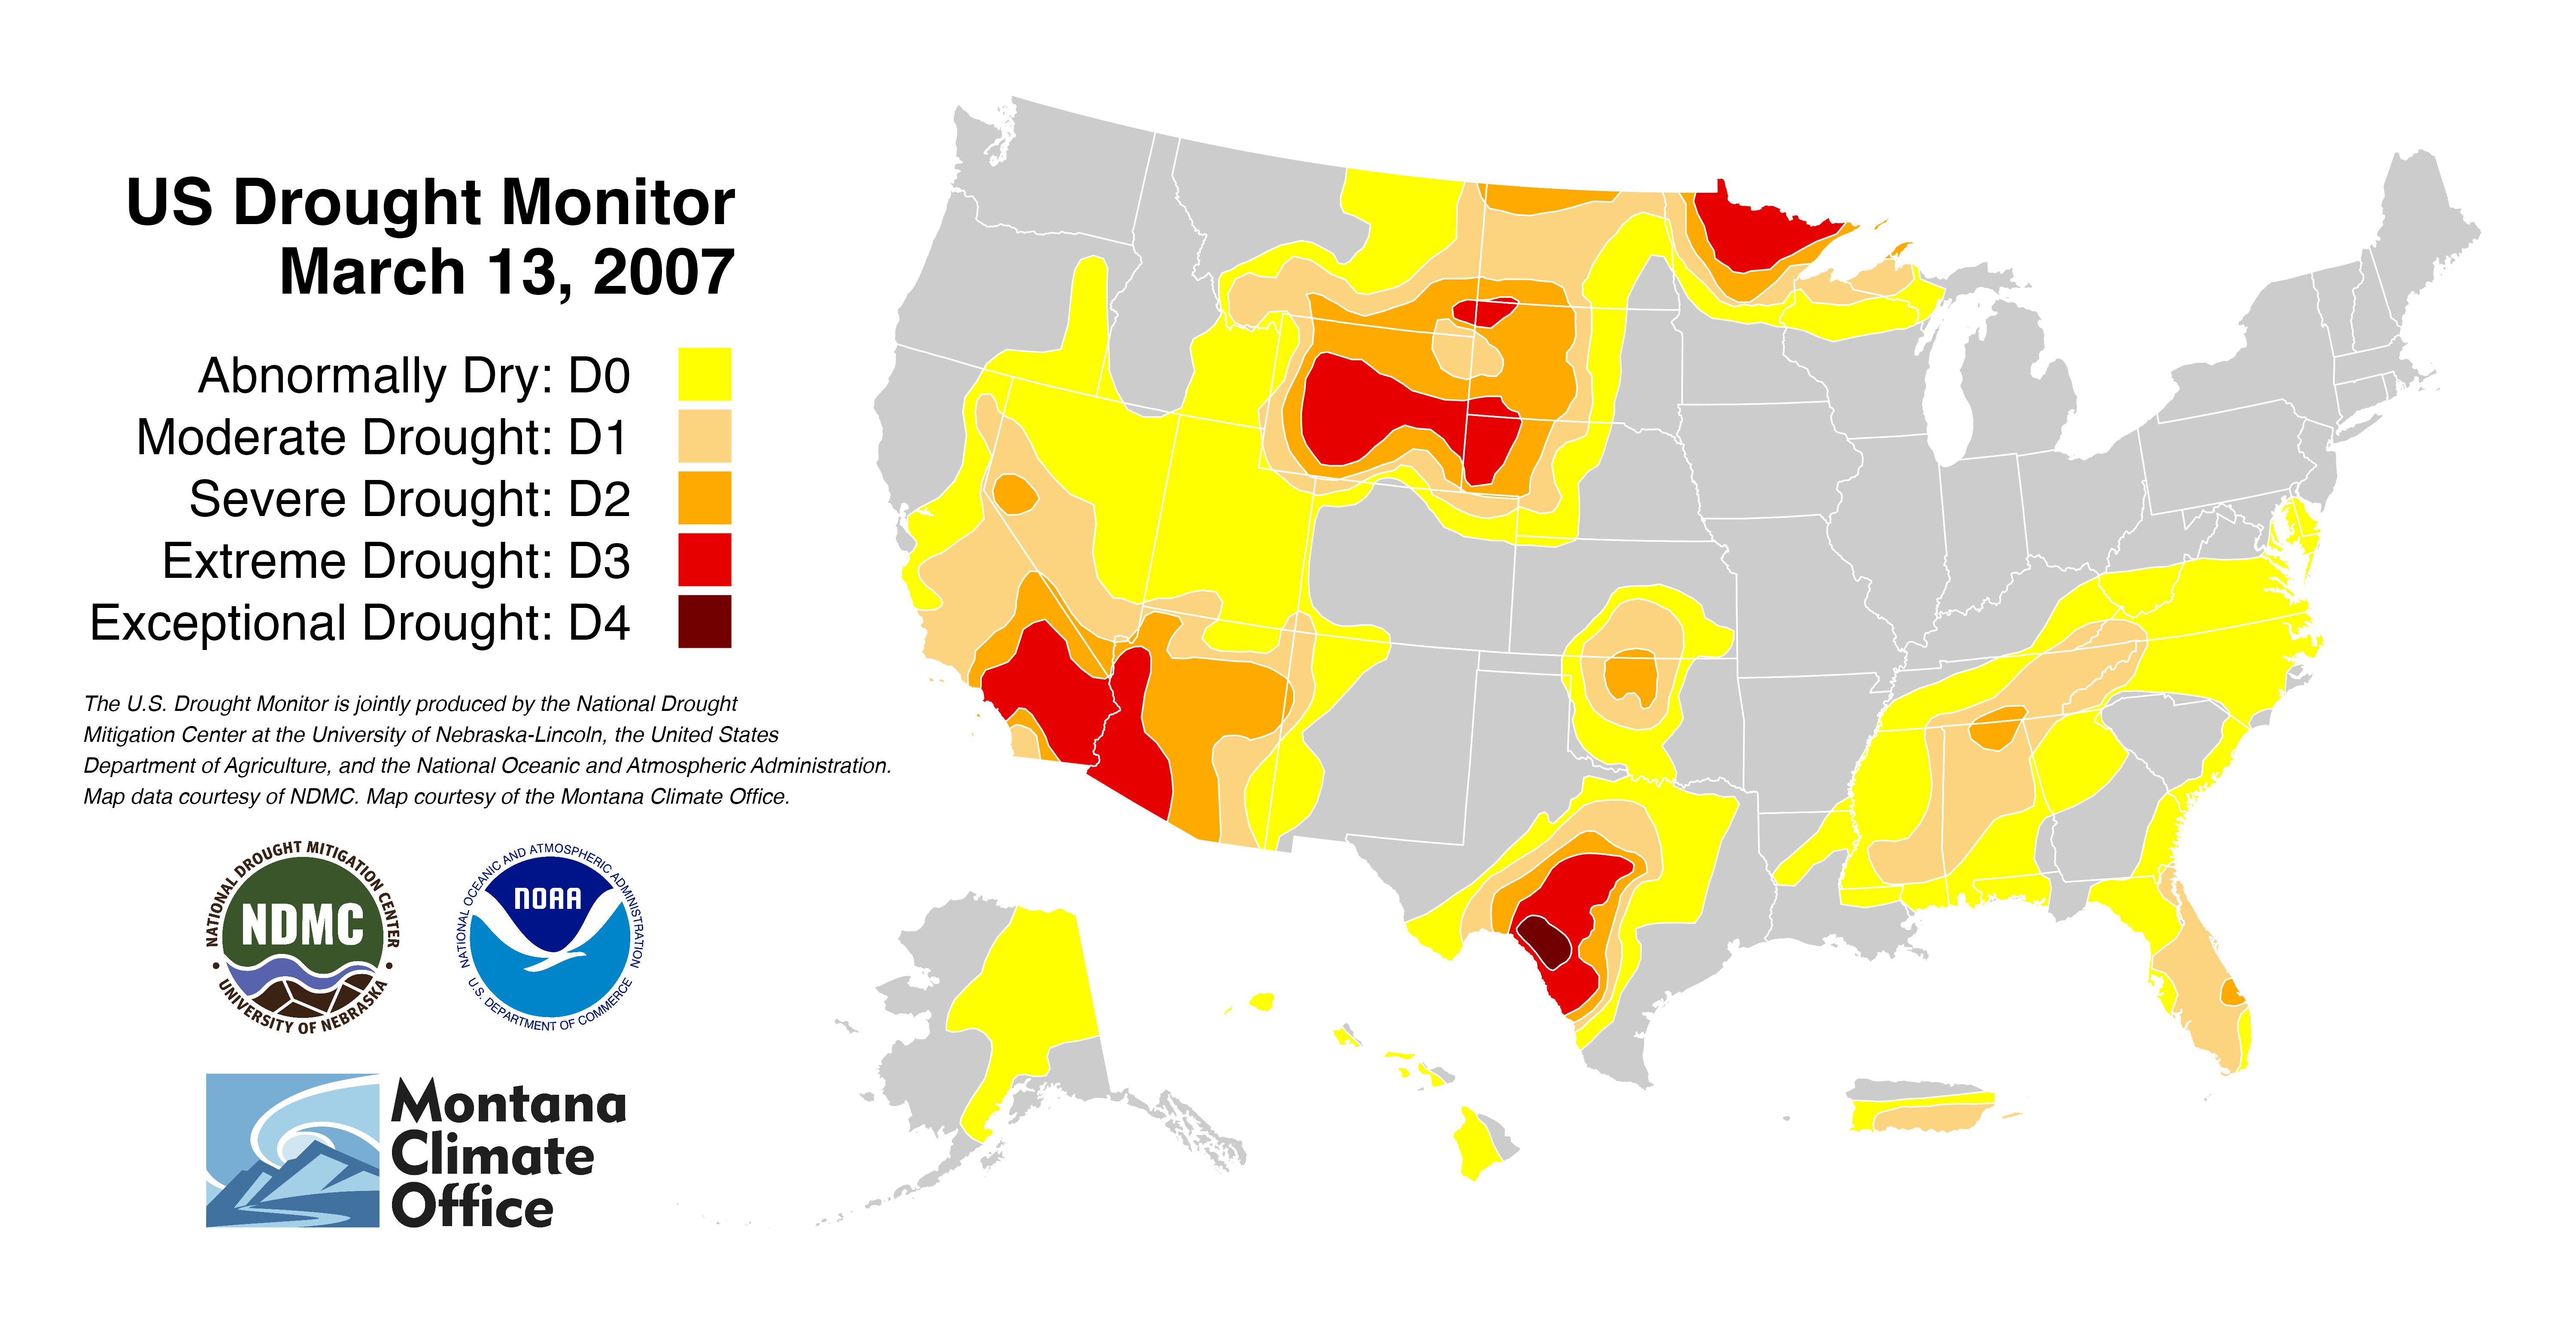 US Drought Monitor
March 13, 2007
Abnormally Dry: D0
Moderate Drought: D1
Severe Drought: D2
Extreme Drought: D3
Exceptional Drought: D4
The U.S. Drought Monitor is jointly produced by the National Drought
Mitigation Center at the University of Nebraska-Lincoln, the United States
Department of Agriculture, and the National Oceanic and Atmospheric Administration.
Map data courtesy of NDMC. Map courtesy of the Montana Climate Office.
NATIONAL DROUGHT MITIGATION CENTER
NDMC
• UNIVERSITY OF NEBRASKA •
NATIONAL OCEANIC AND ATMOSPHERIC ADMINISTRATION
NOAA
U.S. DEPARTMENT OF COMMERCE
Montana
Climate
Office